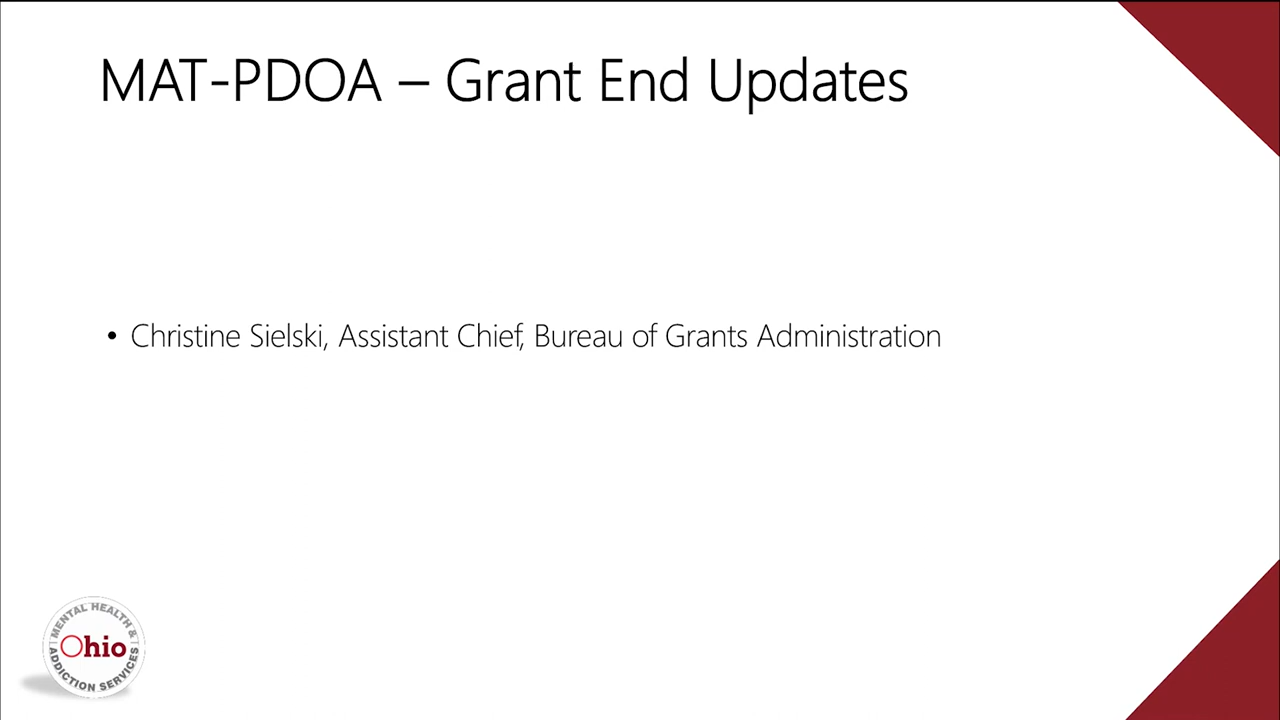 MAT-PDOA – Grant End Updates
• Christine Sielski, Assistant Chief, Bureau of Grants Administration
MENTAL HEALTH &
Ohio
ADDICTION SERVICES